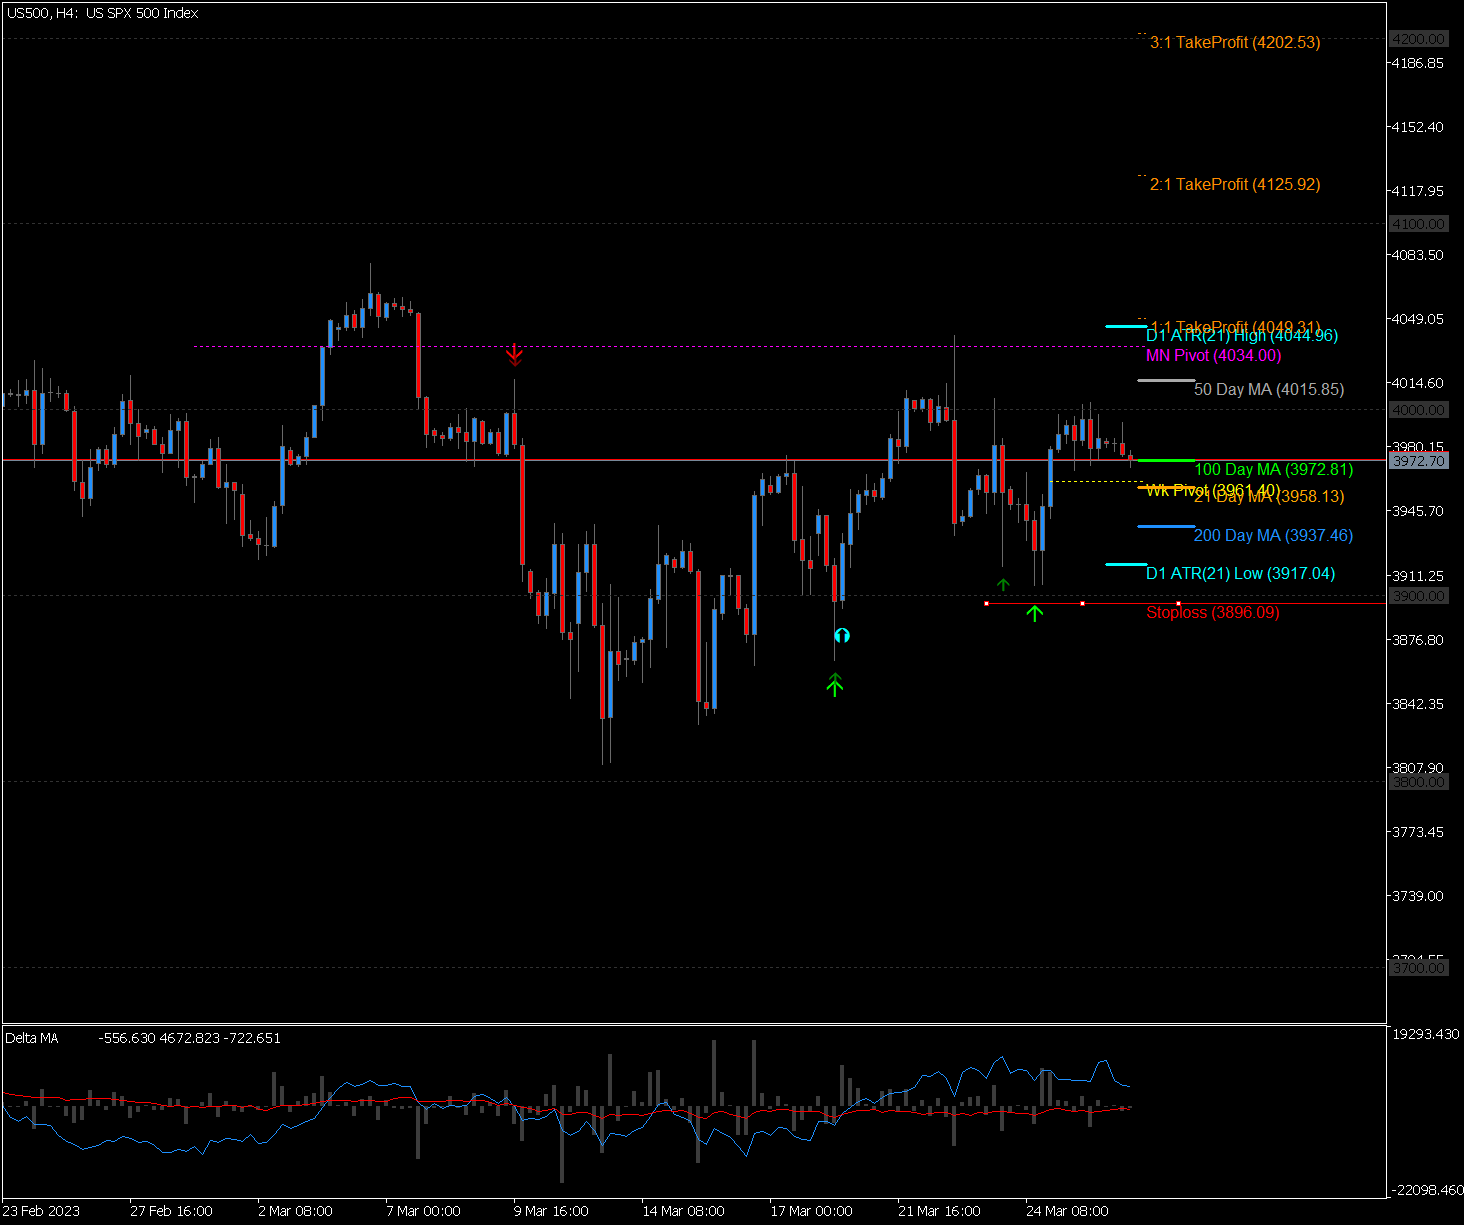 US500, H4: US SPX 500 Index
3:1 TakeProfit (4202.53)
4200.00
4186.85
4152.40
2:1 TakeProfit (4125.92)
4117.95
4100.00
4083.50
4049.05
1:1 TakeProfit (4049.31)
D1 ATR(21) High (4044.96)
MN Pivot (4034.00)
4014.60
50 Day MA (4015.85)
4000.00
3980.15
3972.70
100 Day MA (3972.81)
Wk Pivot (3961.40)
21 Day MA (3958.13)
3945.70
200 Day MA (3937.46)
D1 ATR(21) Low (3917.04)
3911.25
3900.00
Stoploss (3896.09)
3876.80
3842.35
3807.90
3800.00
3773.45
3739.00
3704.55
3700.00
Delta MA -556.630 4672.823 -722.651
19293.430
-22098.460
23 Feb 2023 27 Feb 16:00 2 Mar 08:00 7 Mar 00:00 9 Mar 16:00 14 Mar 08:00 17 Mar 00:00 21 Mar 16:00 24 Mar 08:00